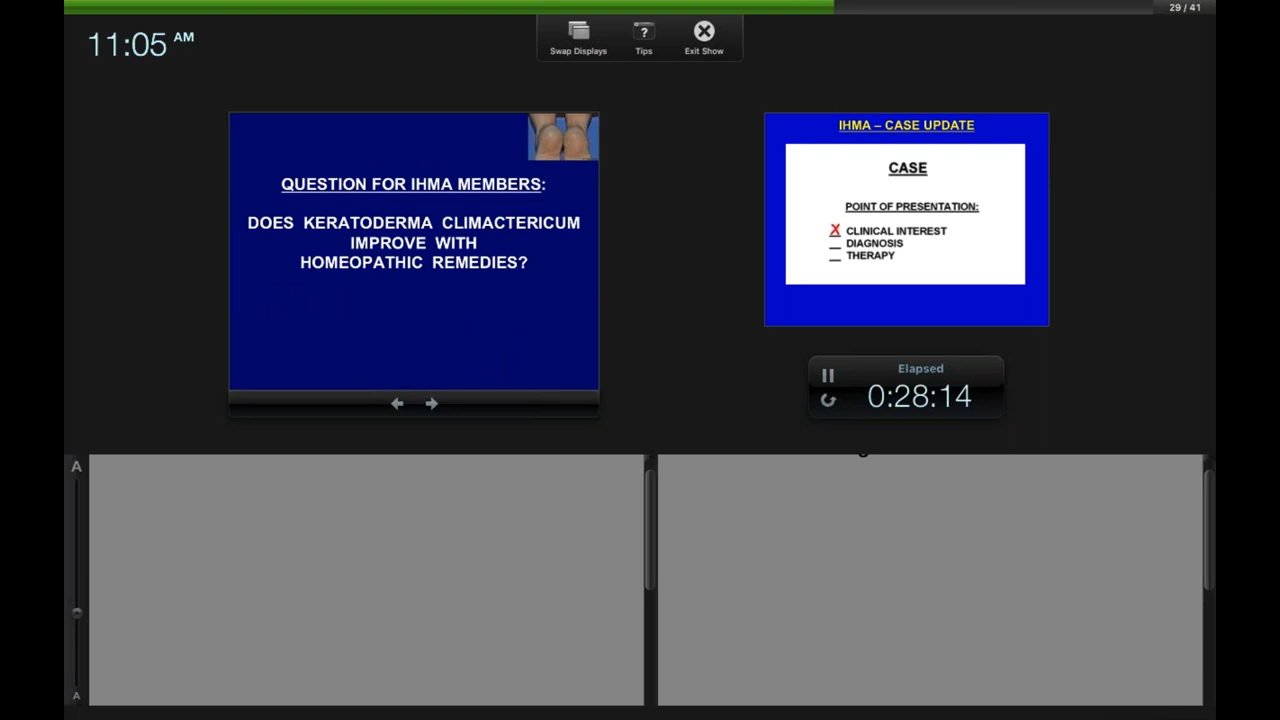 29 / 41
11:05 AM
Swap Displays
Tips
Exit Show
QUESTION FOR IHMA MEMBERS:
DOES KERATODERMA CLIMACTERICUM
IMPROVE WITH
HOMEOPATHIC REMEDIES?
IHMA – CASE UPDATE
CASE
POINT OF PRESENTATION:
X CLINICAL INTEREST
__ DIAGNOSIS
__ THERAPY
Elapsed
0:28:14
A
A